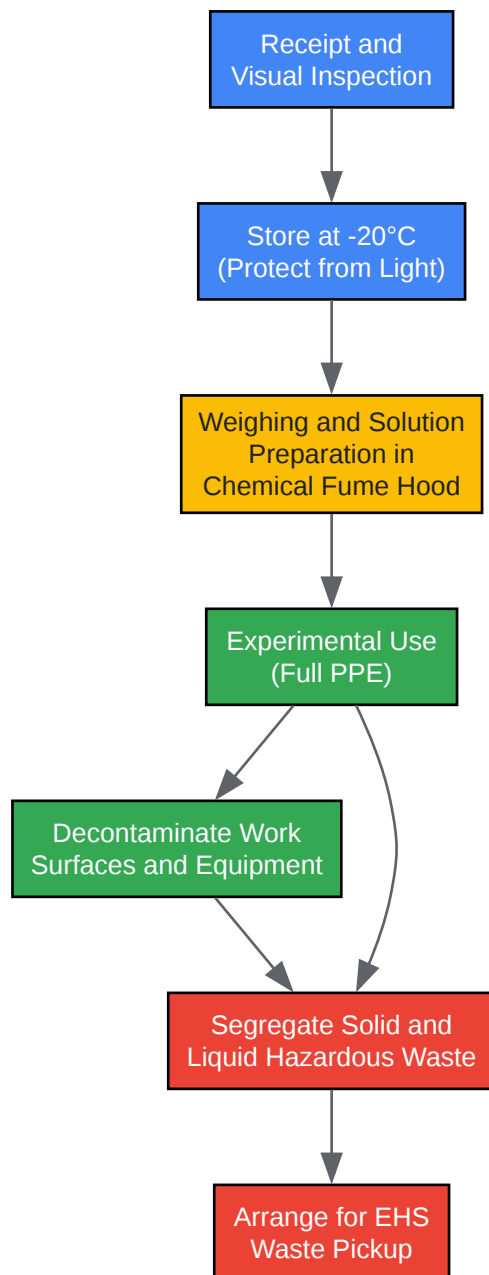 Receipt and
Visual Inspection
Store at -20°C
(Protect from Light)
Weighing and Solution
Preparation in
Chemical Fume Hood
Experimental Use
(Full PPE)
Decontaminate Work
Surfaces and Equipment
Segregate Solid and
Liquid Hazardous Waste
Arrange for EHS
Waste Pickup